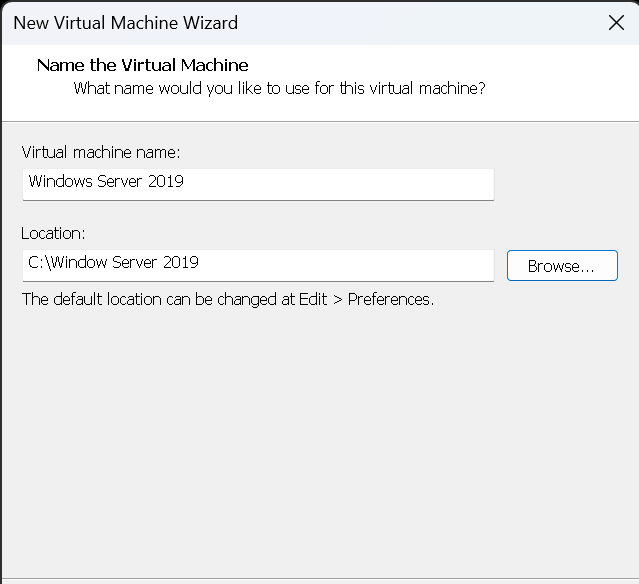 New Virtual Machine Wizard
Name the Virtual Machine
What name would you like to use for this virtual machine?
Virtual machine name:
Windows Server 2019
Location:
C:\Window Server 2019
Browse...
The default location can be changed at Edit > Preferences.